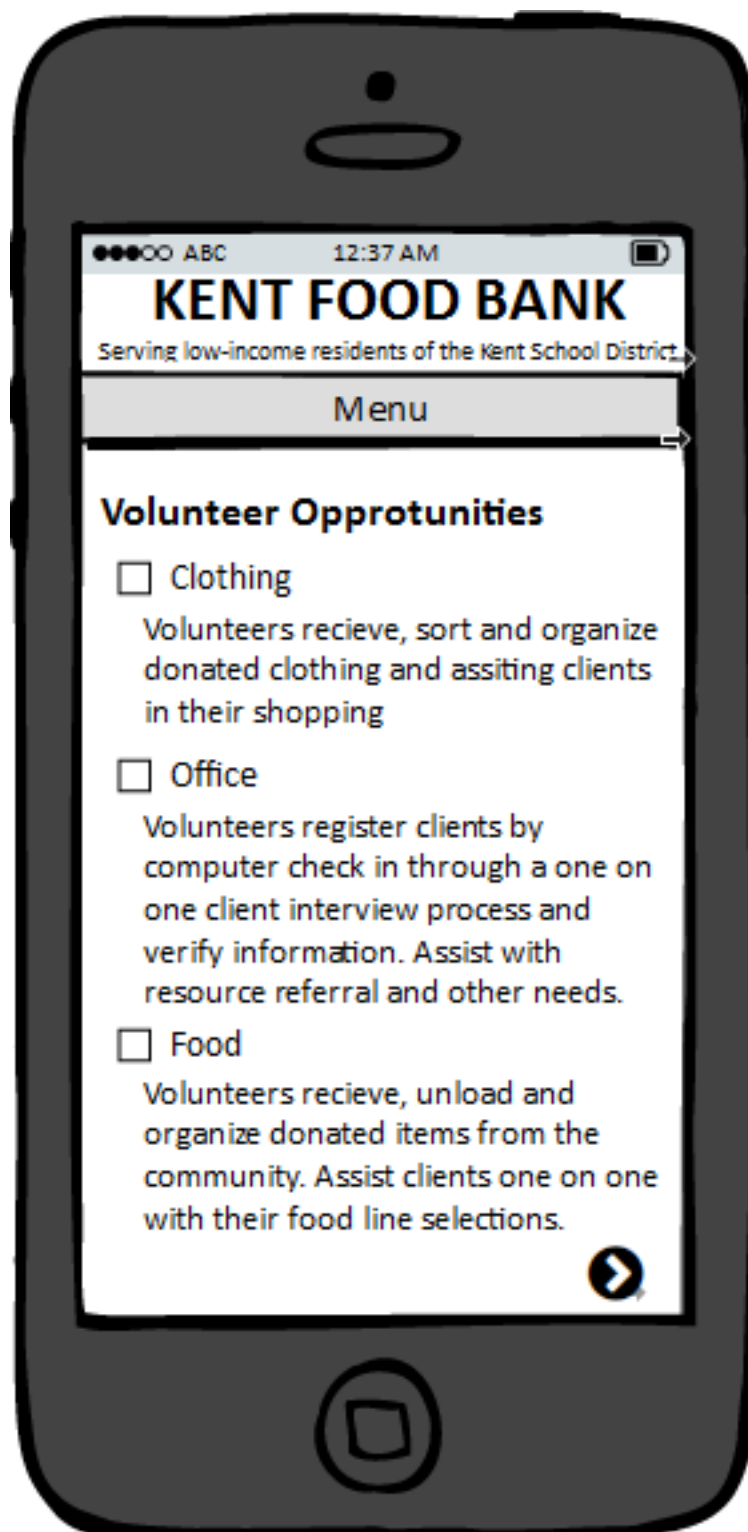 ABC 12:37 AM
KENT FOOD BANK
Serving low-income residents of the Kent School District
Menu
Volunteer Opprotunities
Clothing
Volunteers recieve, sort and organize
donated clothing and assiting clients
in their shopping
Office
Volunteers register clients by
computer check in through a one on
one client interview process and
verify information. Assist with
resource referral and other needs.
Food
Volunteers recieve, unload and
organize donated items from the
community. Assist clients one on one
with their food line selections.